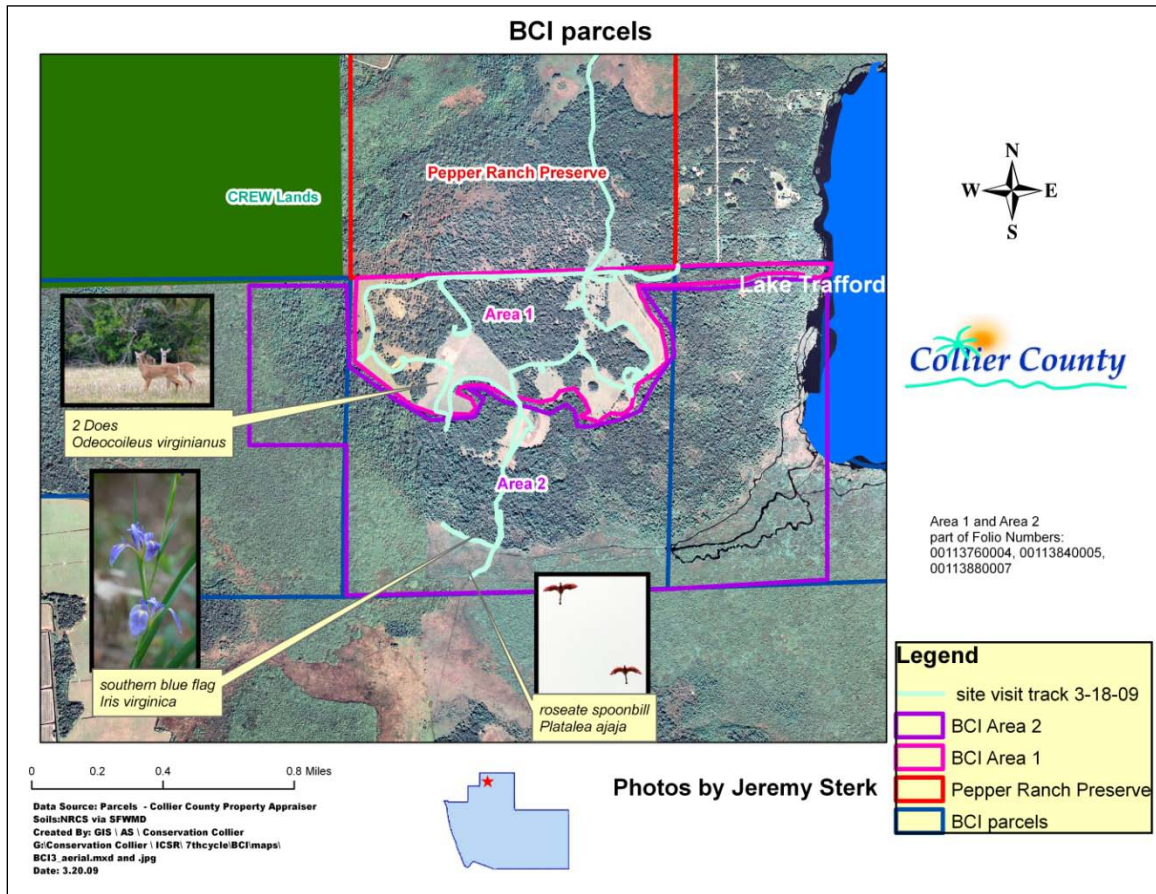 BCI parcels
Pepper Ranch Preserve
CREW Lands
N
W
E
S
Lake Trafford
Area 1
Collier County
2 Does
Odeocoileus virginianus
Area 2
Area 1 and Area 2
part of Folio Numbers:
00113760004, 00113840005,
00113880007
southern blue flag
Iris virginica
roseate spoonbill
Platalea ajaja
Legend
site visit track 3-18-09
BCI Area 2
BCI Area 1
Pepper Ranch Preserve
BCI parcels
0 0.2 0.4 0.8 Miles
Photos by Jeremy Sterk
Data Source: Parcels - Collier County Property Appraiser
Soils:NRCS via SFWMD
Created By: GIS \ AS \ Conservation Collier
G:\Conservation Collier \ ICSR\ 7thcycle\BCI\maps\
BCI3_aerial.mxd and .jpg
Date: 3.20.09